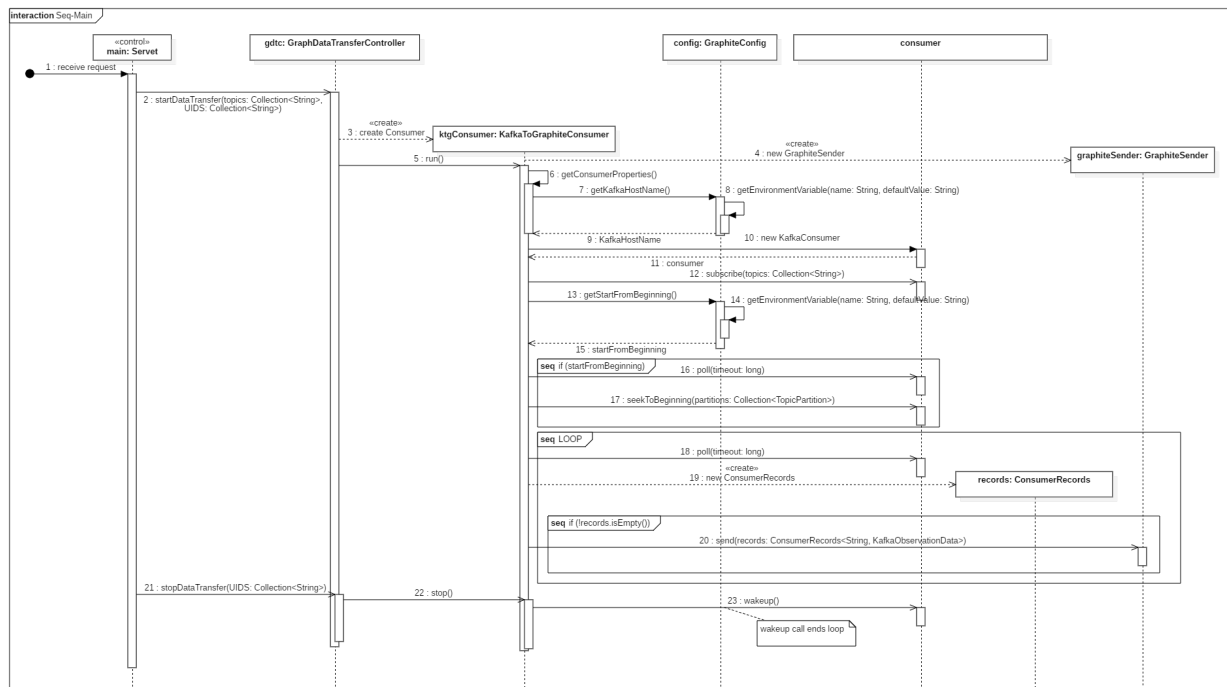 interaction Seq-Main
«control»
main: Servet
gdtc: GraphDataTransferController
config: GraphiteConfig
consumer
1 : receive request
2 : startDataTransfer(topics: Collection<String>,
UIDS: Collection<String>)
«create»
3 : create Consumer
ktgConsumer: KafkaToGraphiteConsumer
«create»
4 : new GraphiteSender
graphiteSender: GraphiteSender
5 : run()
6 : getConsumerProperties()
7 : getKafkaHostName()
8 : getEnvironmentVariable(name: String, defaultValue: String)
9 : KafkaHostName
10 : new KafkaConsumer
11 : consumer
12 : subscribe(topics: Collection<String>)
13 : getStartFromBeginning()
14 : getEnvironmentVariable(name: String, defaultValue: String)
15 : startFromBeginning
seq if (startFromBeginning)
16 : poll(timeout: long)
17 : seekToBeginning(partitions: Collection<TopicPartition>)
seq LOOP
18 : poll(timeout: long)
«create»
19 : new ConsumerRecords
records: ConsumerRecords
seq if (!records.isEmpty())
20 : send(records: ConsumerRecords<String, KafkaObservationData>)
21 : stopDataTransfer(UIDS: Collection<String>)
22 : stop()
23 : wakeup()
wakeup call ends loop